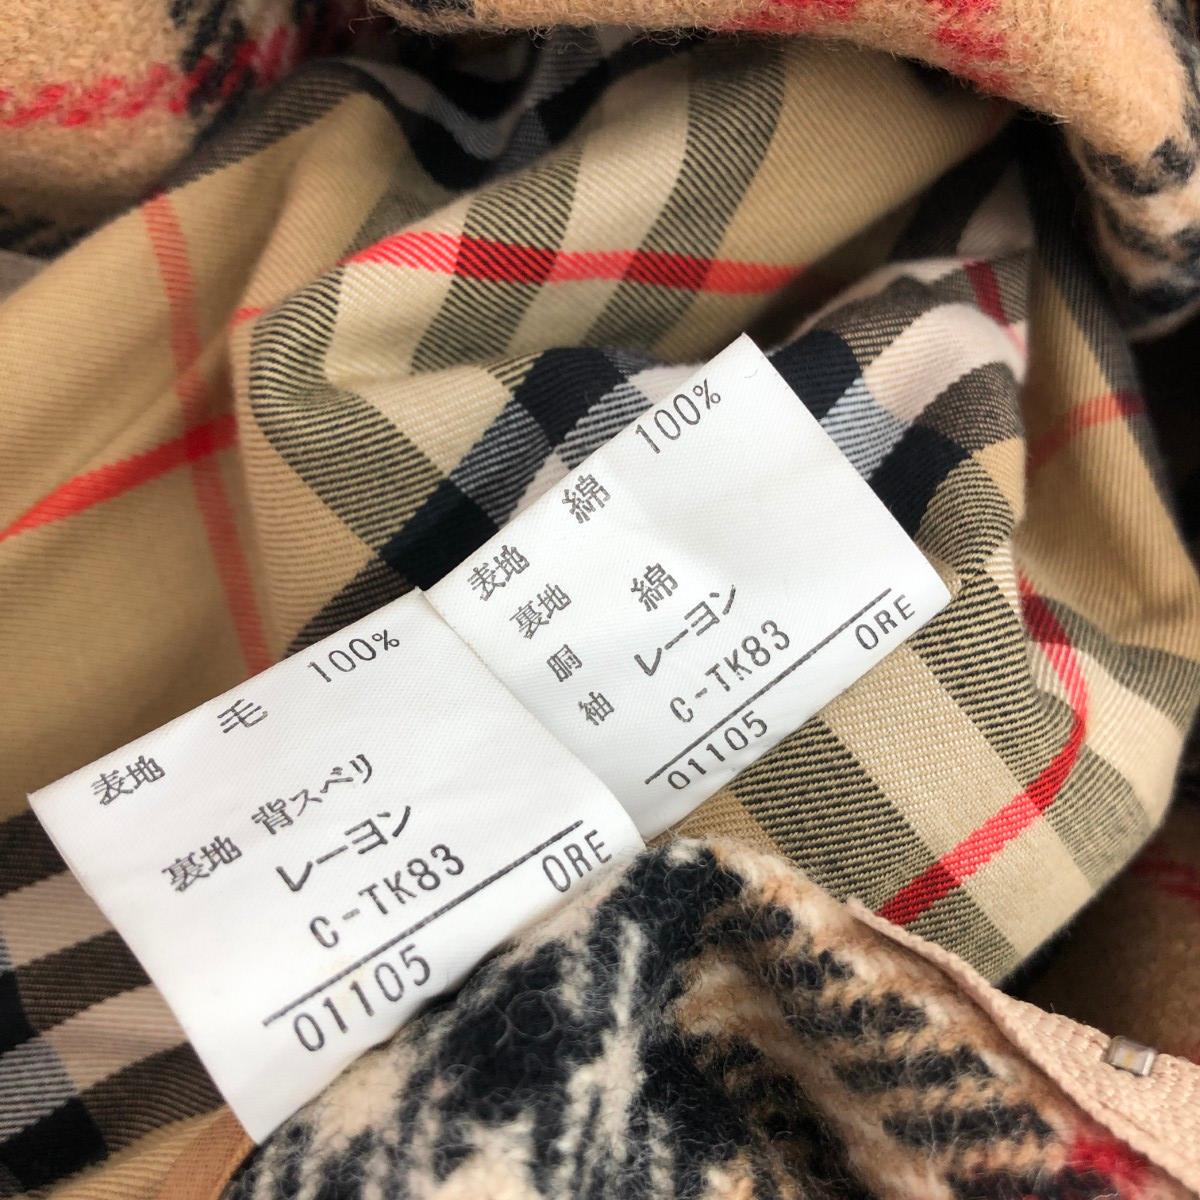 表地 毛 100%
裏地 背スベリ
レーヨン
C-TK83
ORE
01105
表地 綿 100%
裏地
胴 綿
袖 レーヨン
C-TK83
ORE
01105